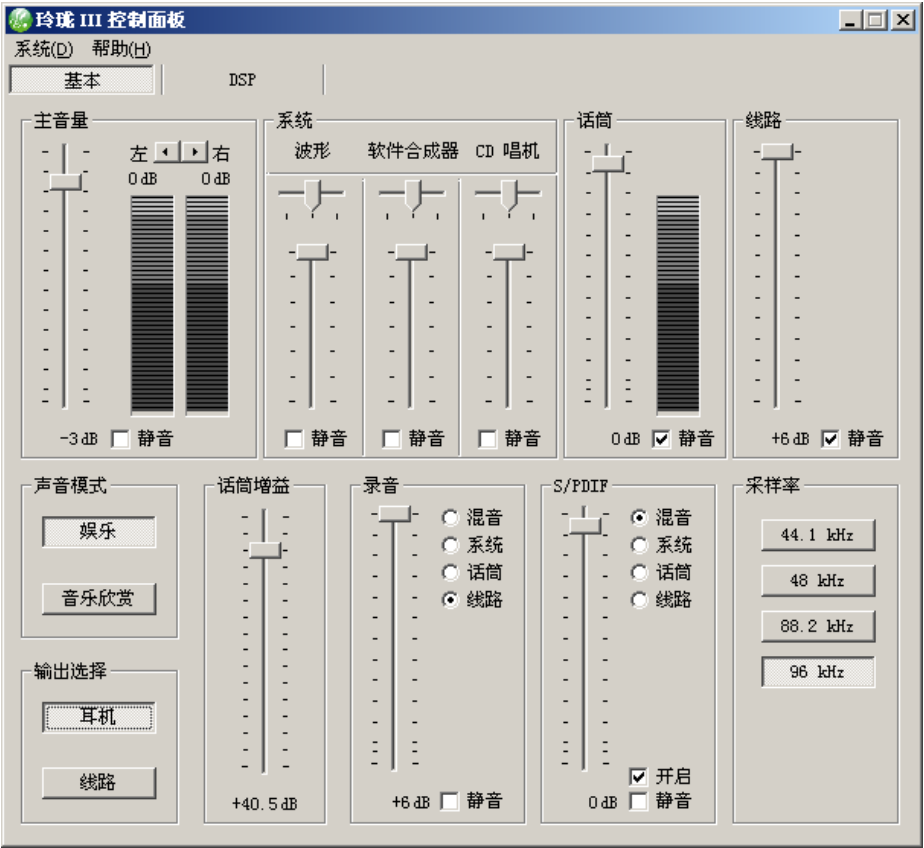 玲珑 III 控制面板
系统(D) 帮助(H)
基本 DSP
主音量
左 右
0 dB 0 dB
-3 dB 静音
系统
波形 软件合成器 CD 唱机
静音 静音 静音
话筒
0 dB 静音
线路
+6 dB 静音
声音模式
娱乐
音乐欣赏
输出选择
耳机
线路
话筒增益
+40.5 dB
录音
混音
系统
话筒
线路
+6 dB 静音
S/PDIF
混音
系统
话筒
线路
开启
0 dB 静音
采样率
44.1 kHz
48 kHz
88.2 kHz
96 kHz